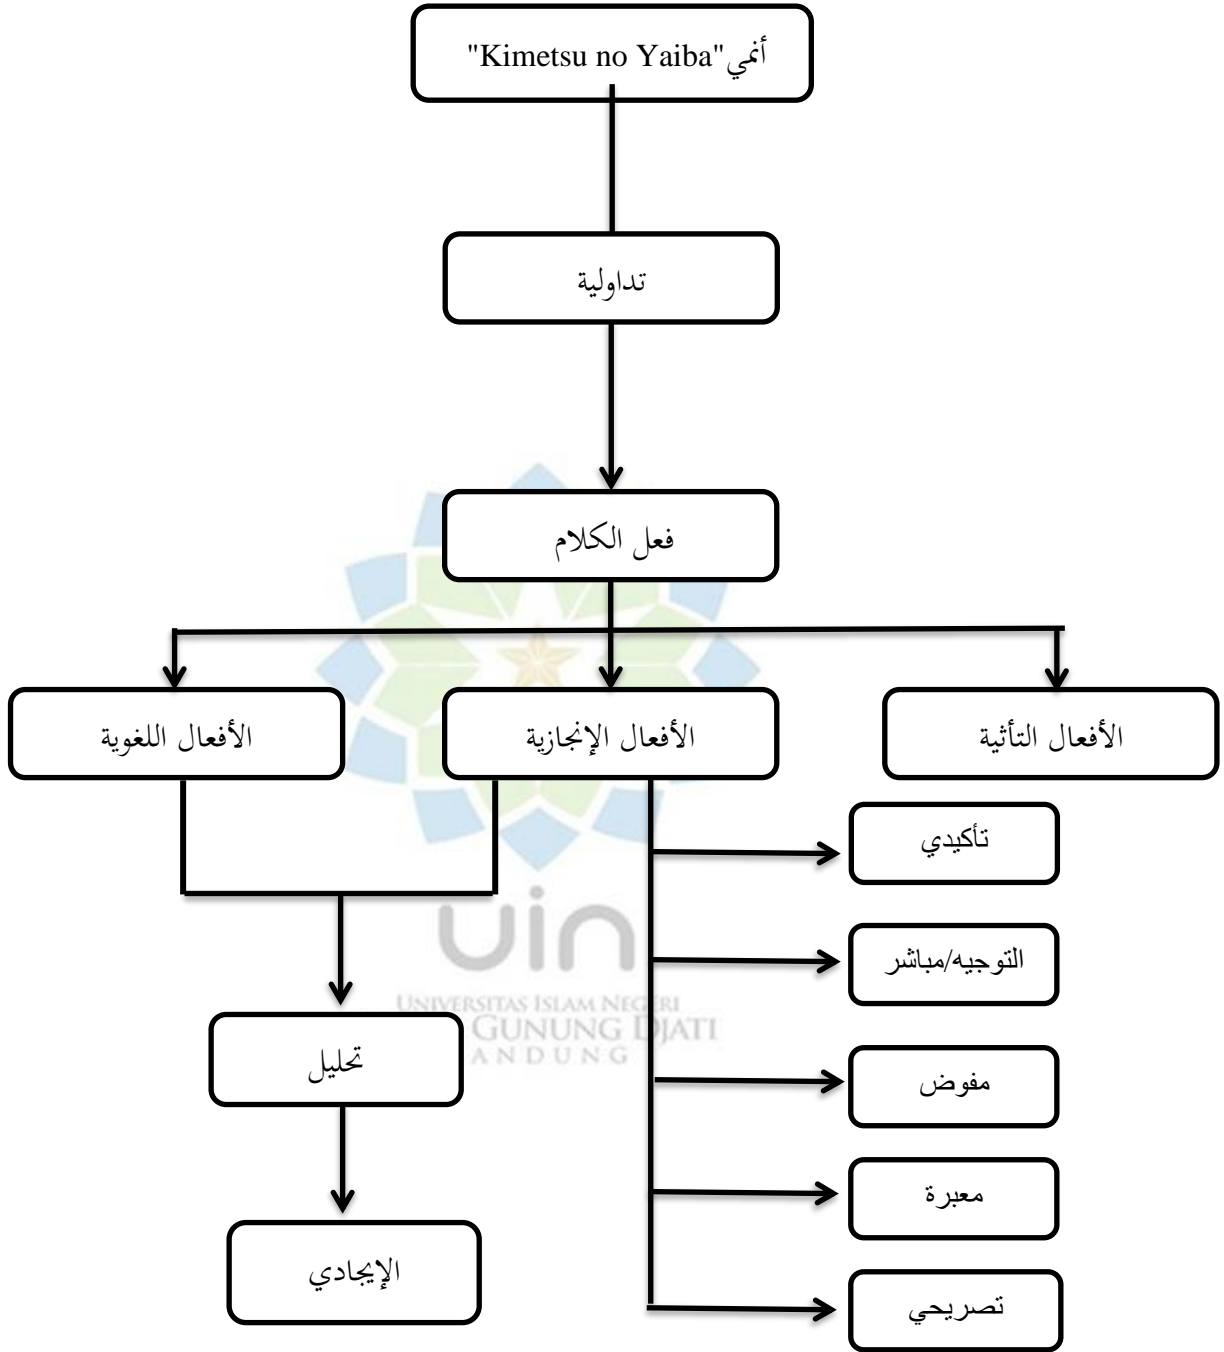 أنمي "Kimetsu no Yaiba"
تداولية
فعل الكلام
الأفعال التأثية
الأفعال الإنجازية
الأفعال اللغوية
تأكيدي
التوجيه/مباشر
مفوض
معبرة
تصريحي
تحليل
الإيجادي
uin
UNIVERSITAS ISLAM NEGERI
GUNUNG DJATI
ANDUNG